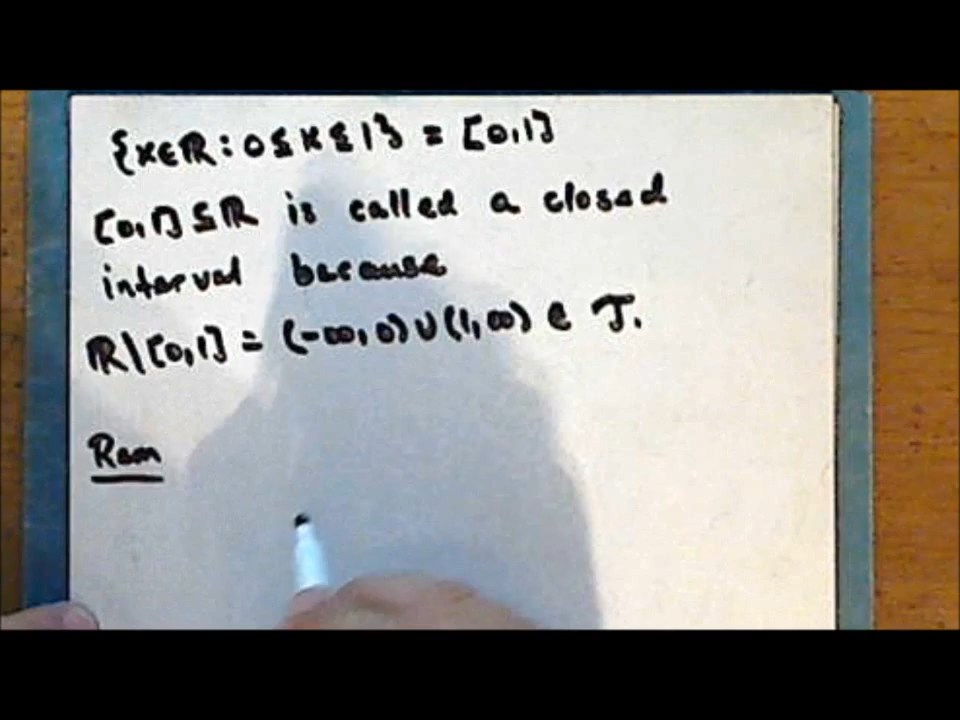 {x∈ℝ : 0 ≤ x ≤ 1} = [0,1]
[0,1] ⊆ ℝ is called a closed
interval because
ℝ\[0,1] = (-∞,0)∪(1,∞) ∈ 𝒯.
Rem